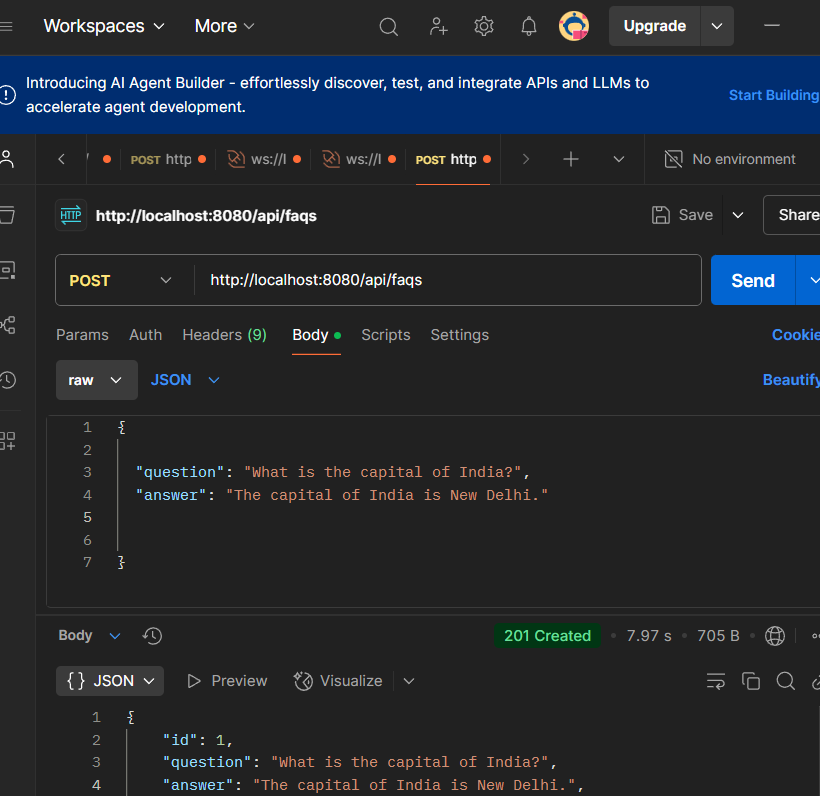 Workspaces More Upgrade
Introducing AI Agent Builder - effortlessly discover, test, and integrate APIs and LLMs to
accelerate agent development.
Start Building
POST http ws://l ws://l POST http No environment
HTTP http://localhost:8080/api/faqs Save Share
POST http://localhost:8080/api/faqs Send
Params Auth Headers (9) Body Scripts Settings Cookie
raw JSON Beautify
1 {
2
3 "question": "What is the capital of India?",
4 "answer": "The capital of India is New Delhi."
5
6
7 }
Body 201 Created 7.97 s 705 B
{} JSON Preview Visualize
1 {
2 "id": 1,
3 "question": "What is the capital of India?",
4 "answer": "The capital of India is New Delhi.",